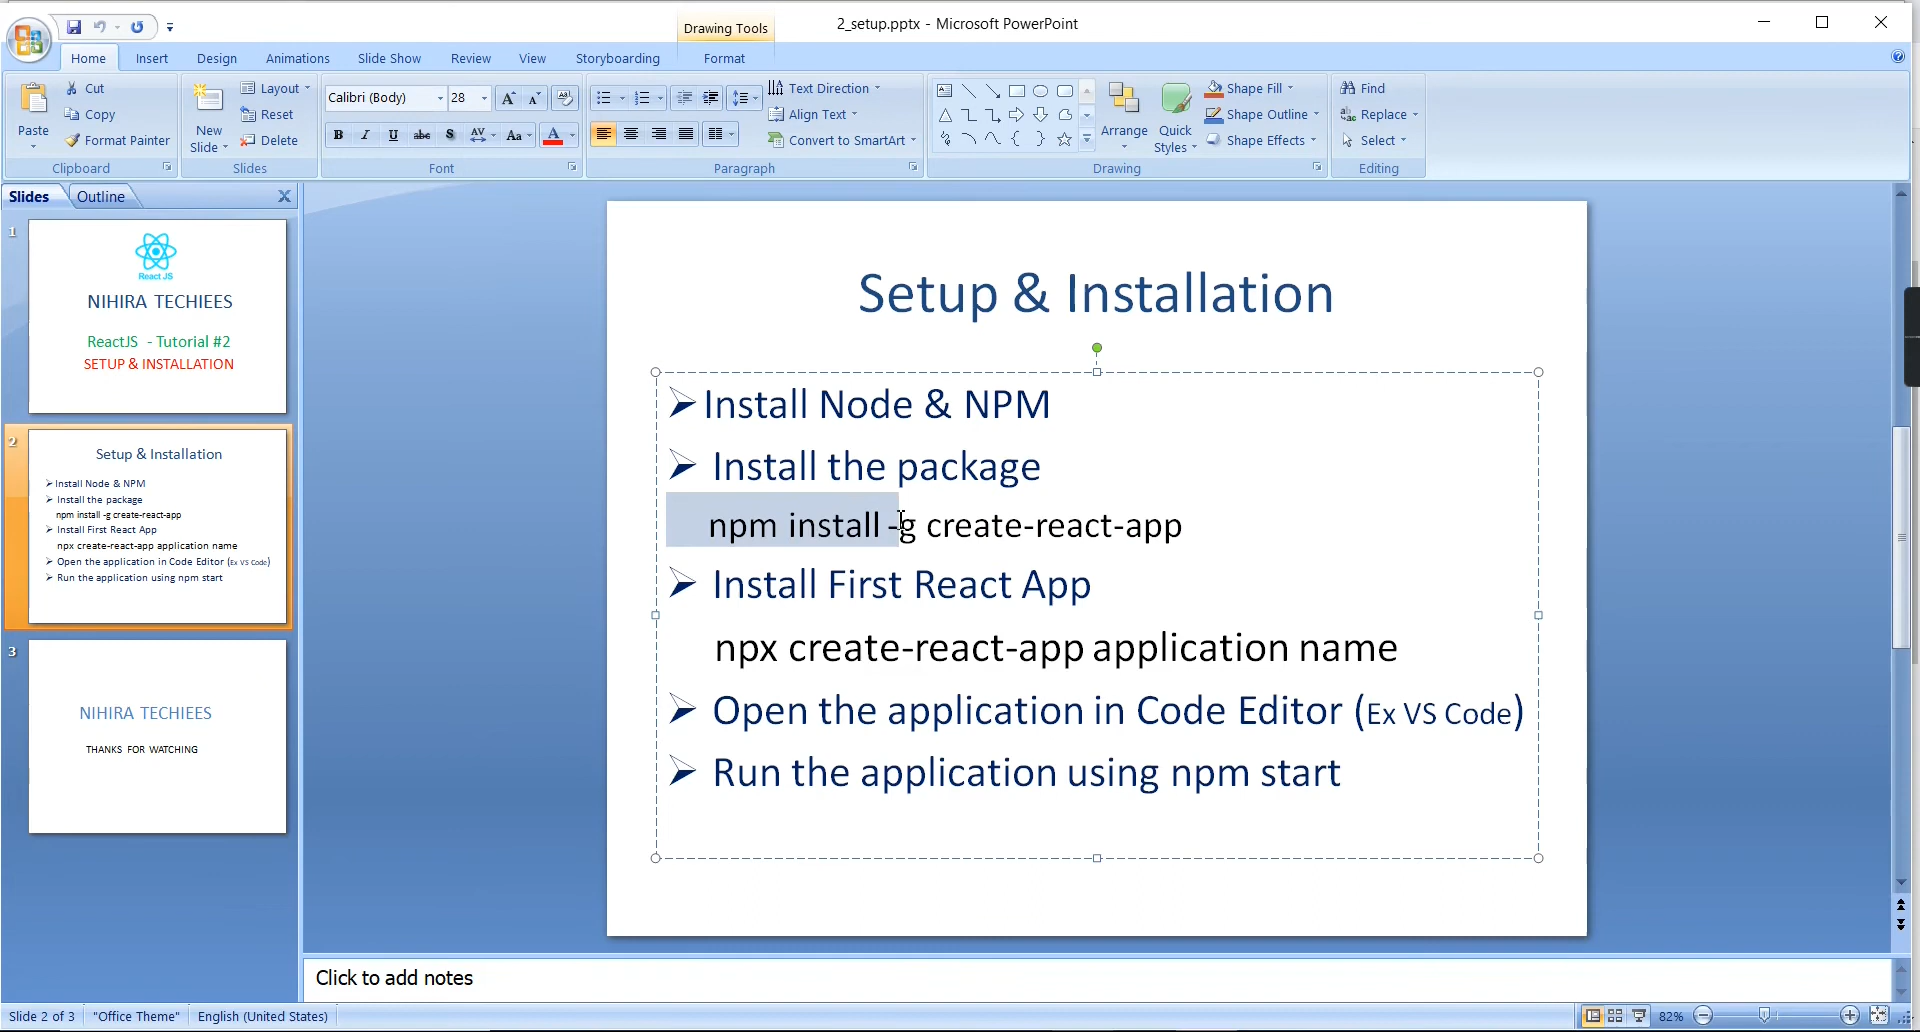 2_setup.pptx - Microsoft PowerPoint
Drawing Tools
Home Insert Design Animations Slide Show Review View Storyboarding Format
Paste
Cut
Copy
Format Painter
Clipboard
New Slide
Layout
Reset
Delete
Slides
Calibri (Body) 28
B I U abc S AV Aa A
Font
Text Direction
Align Text
Convert to SmartArt
Paragraph
Arrange
Quick Styles
Shape Fill
Shape Outline
Shape Effects
Drawing
Find
Replace
Select
Editing
Slides Outline
1
React JS
NIHIRA TECHIEES
ReactJS - Tutorial #2
SETUP & INSTALLATION
2
Setup & Installation
Install Node & NPM
Install the package
npm install -g create-react-app
Install First React App
npx create-react-app application name
Open the application in Code Editor (Ex VS Code)
Run the application using npm start
3
NIHIRA TECHIEES
THANKS FOR WATCHING
Setup & Installation
Install Node & NPM
Install the package
npm install -g create-react-app
Install First React App
npx create-react-app application name
Open the application in Code Editor (Ex VS Code)
Run the application using npm start
Click to add notes
Slide 2 of 3 "Office Theme" English (United States) 82%